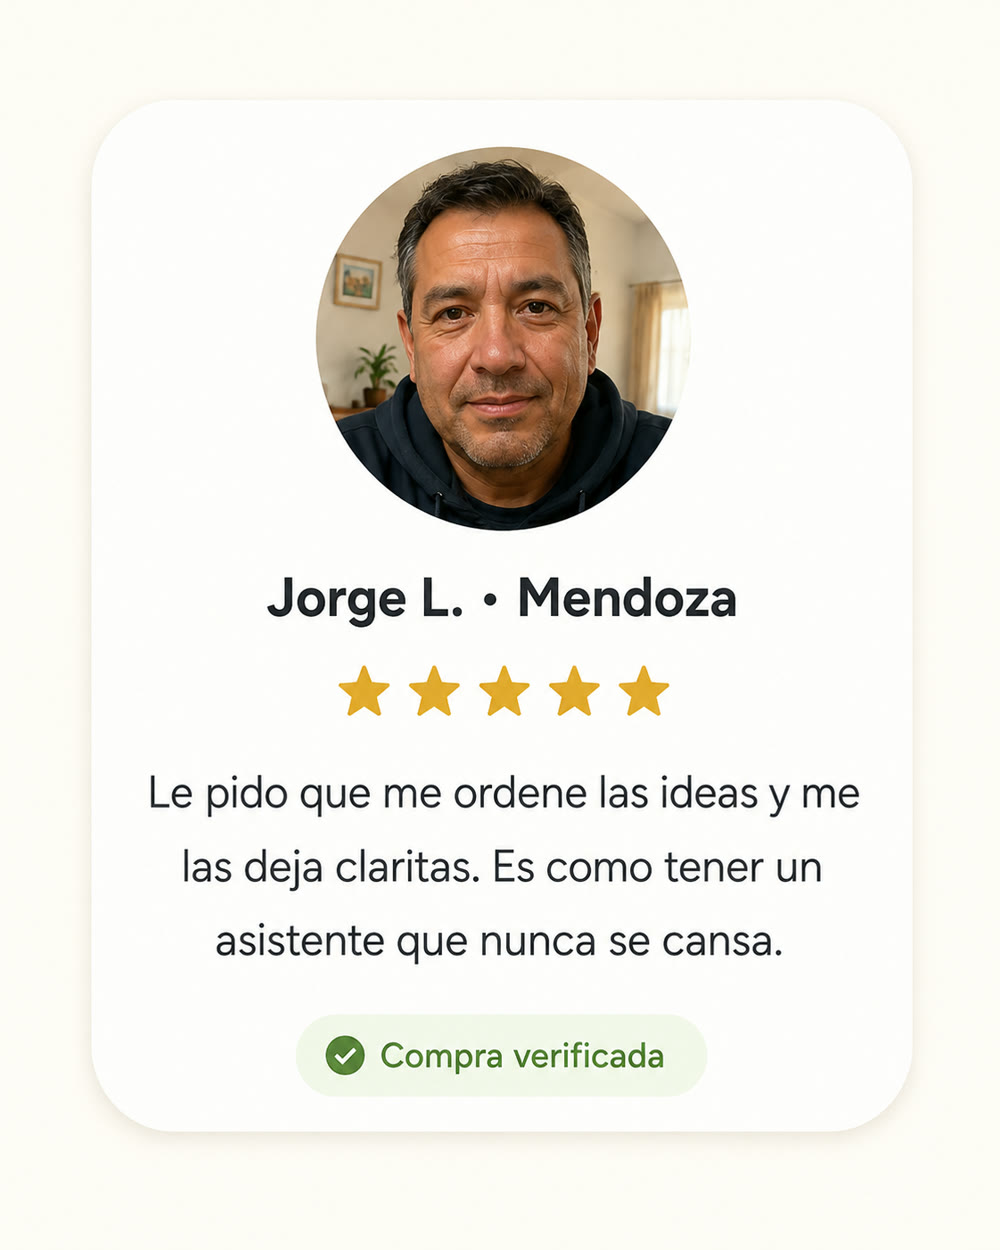 Jorge L. • Mendoza
Le pido que me ordene las ideas y me
las deja claritas. Es como tener un
asistente que nunca se cansa.
Compra verificada